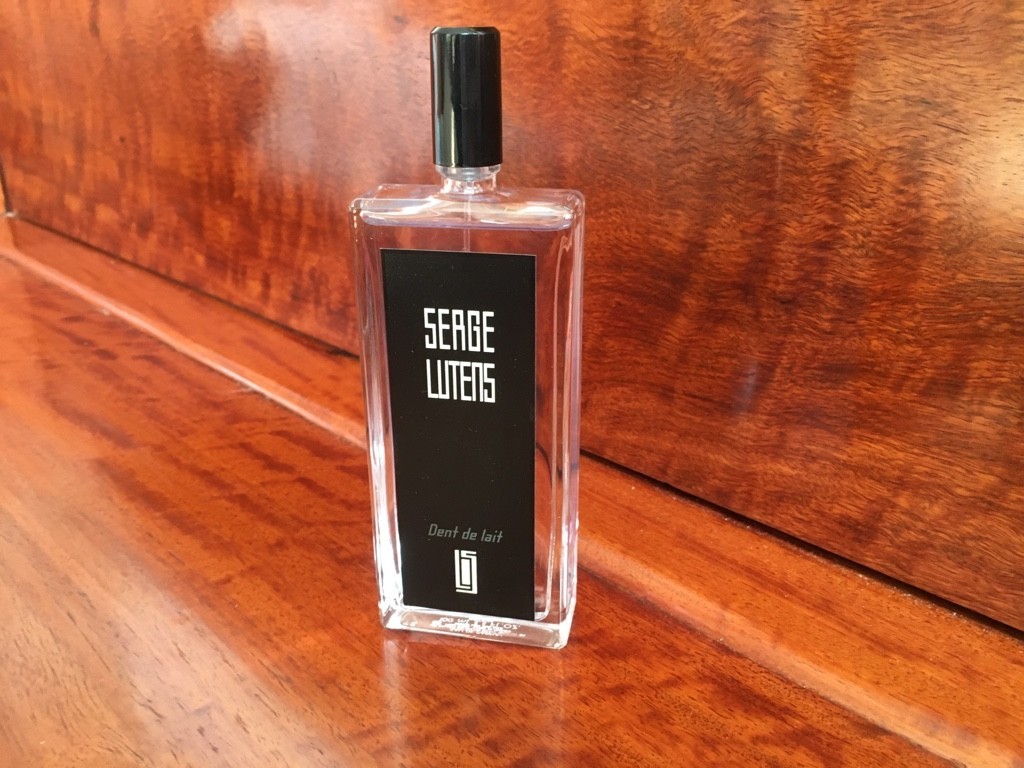 SERGE
LUTENS
Dent de lait